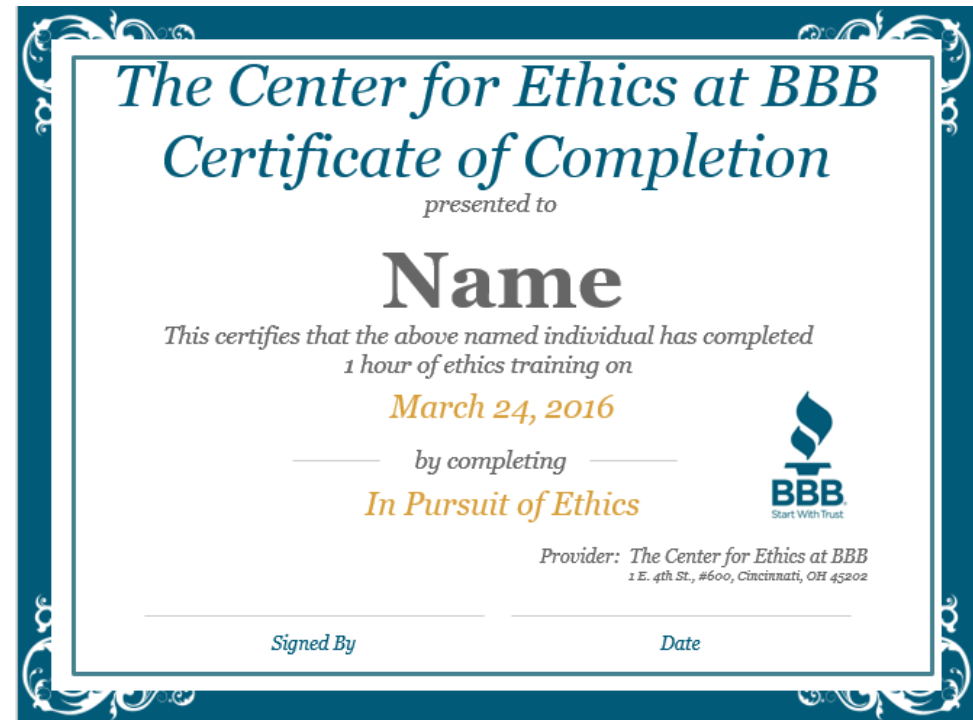 The Center for Ethics at BBB
Certificate of Completion
presented to
Name
This certifies that the above named individual has completed
1 hour of ethics training on
March 24, 2016
by completing
In Pursuit of Ethics
BBB.
Start With Trust
Provider: The Center for Ethics at BBB
1 E. 4th St., #600, Cincinnati, OH 45202
Signed By
Date